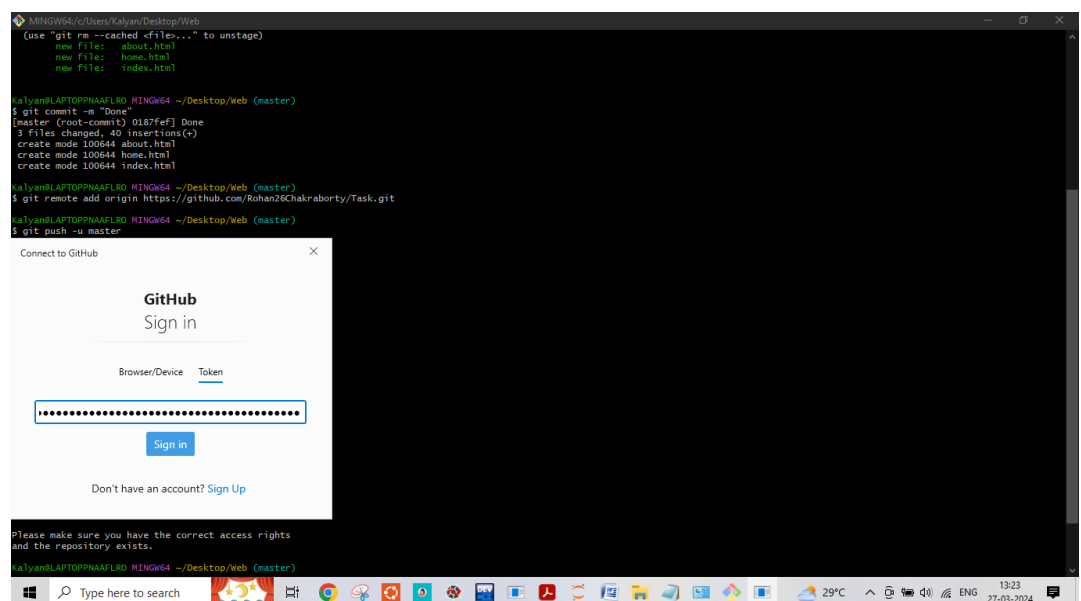 MINGW64:/c/Users/Kalyan/Desktop/Web
(use "git rm --cached <file>..." to unstage)
new file:   about.html
new file:   home.html
new file:   index.html
Kalyan@LAPTOPPNAAFLRO MINGW64 ~/Desktop/Web (master)
$ git commit -m "Done"
[master (root-commit) 0187fef] Done
3 files changed, 40 insertions(+)
create mode 100644 about.html
create mode 100644 home.html
create mode 100644 index.html
Kalyan@LAPTOPPNAAFLRO MINGW64 ~/Desktop/Web (master)
$ git remote add origin https://github.com/Rohan26Chakraborty/Task.git
Kalyan@LAPTOPPNAAFLRO MINGW64 ~/Desktop/Web (master)
$ git push -u master
Connect to GitHub
GitHub
Sign in
Browser/Device Token
Sign in
Don't have an account? Sign Up
Please make sure you have the correct access rights
and the repository exists.
Kalyan@LAPTOPPNAAFLRO MINGW64 ~/Desktop/Web (master)
Type here to search
DEV
29°C
ENG
13:23
27-03-2024